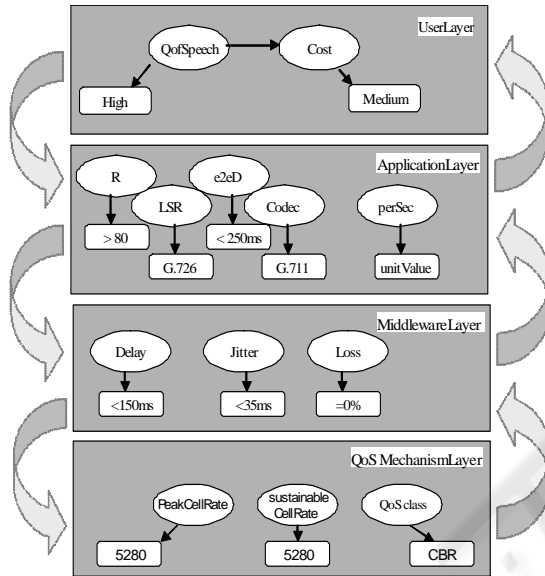 UserLayer
QofSpeech
Cost
High
Medium
ApplicationLayer
R
e2eD
LSR
Codec
perSec
> 80
< 250ms
G.726
G.711
unitValue
MiddlewareLayer
Delay
Jitter
Loss
<150ms
<35ms
=0%
QoS MechanismLayer
PeakCellRate
sustainable
CellRate
QoS class
5280
5280
CBR